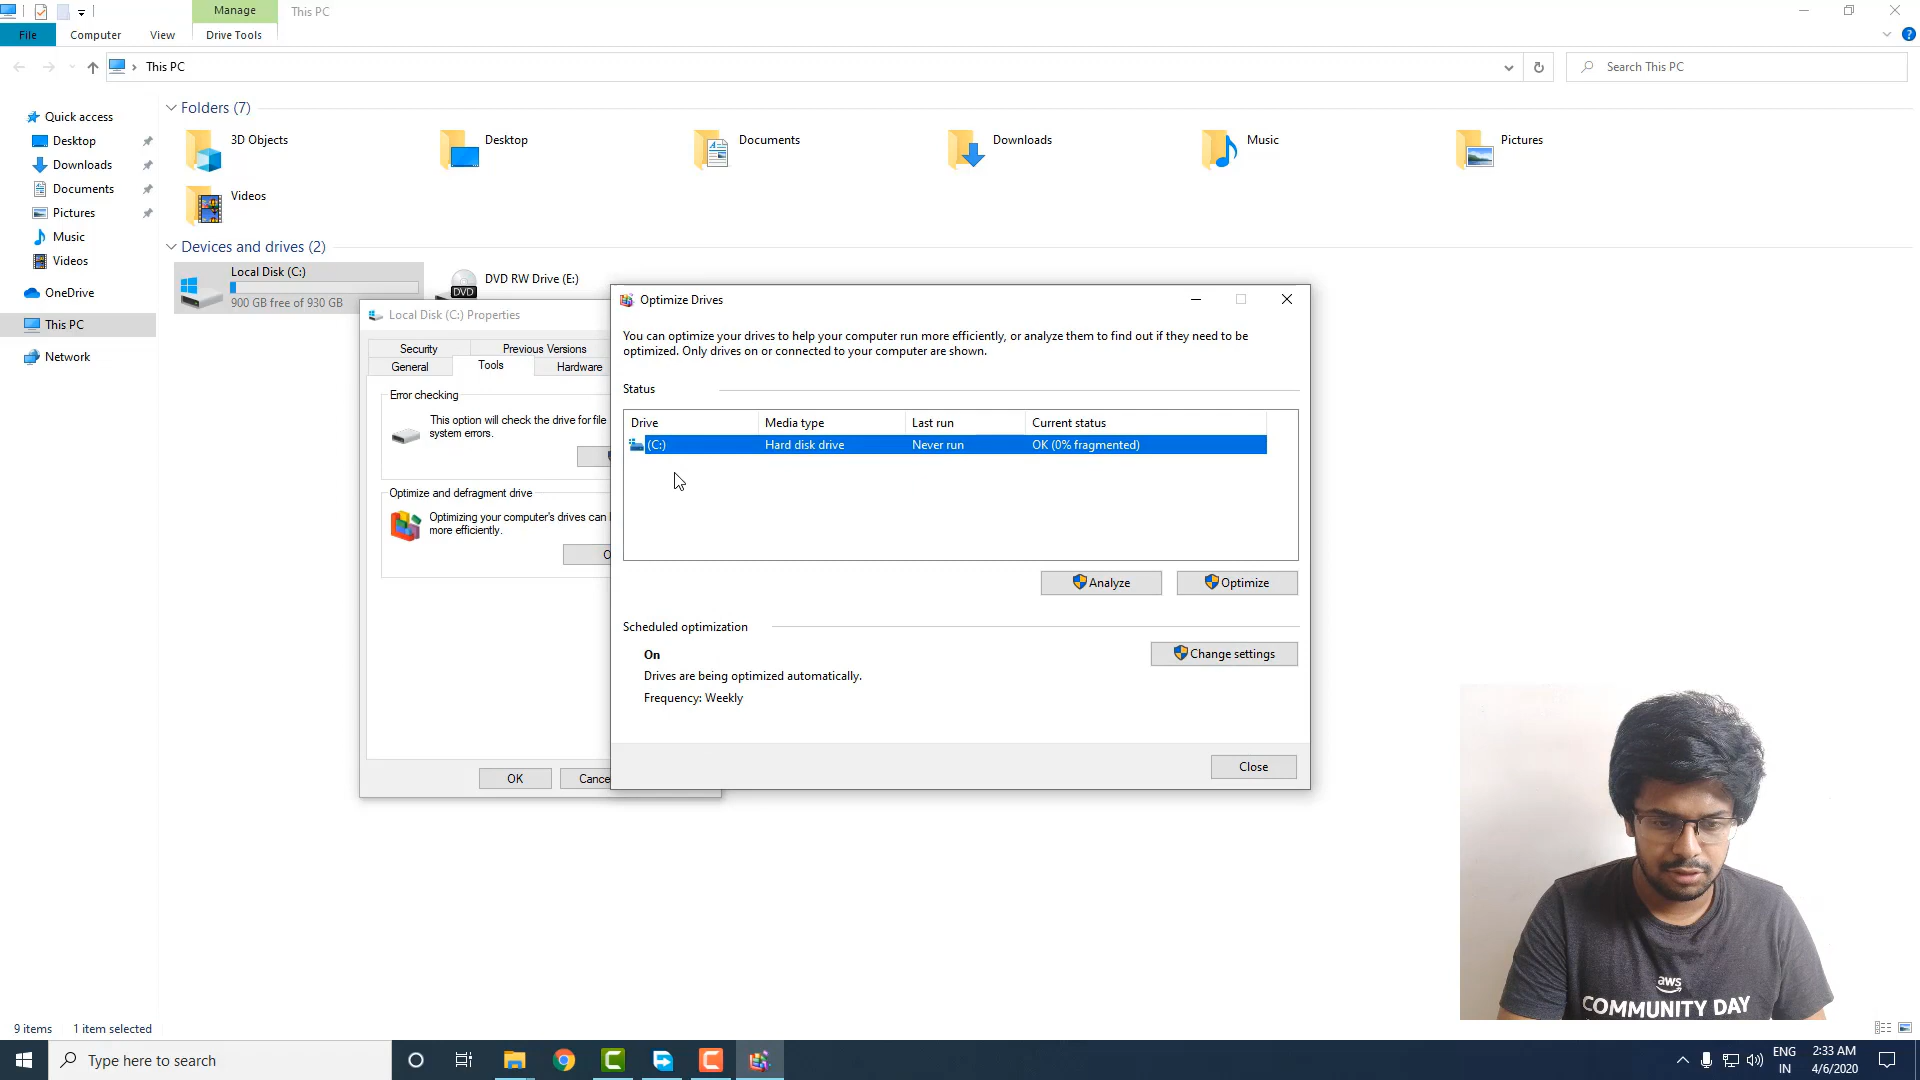 Manage
This PC
File
Computer
View
Drive Tools
This PC
Search This PC
Quick access
Desktop
Downloads
Documents
Pictures
Music
Videos
OneDrive
This PC
Network
Folders (7)
3D Objects
Desktop
Documents
Downloads
Music
Pictures
Videos
Devices and drives (2)
Local Disk (C:)
900 GB free of 930 GB
DVD RW Drive (E:)
DVD
Local Disk (C:) Properties
Security
Previous Versions
General
Tools
Hardware
Error checking
This option will check the drive for file
system errors.
Optimize and defragment drive
Optimizing your computer's drives can
more efficiently.
O
OK
Cance
Optimize Drives
You can optimize your drives to help your computer run more efficiently, or analyze them to find out if they need to be
optimized. Only drives on or connected to your computer are shown.
Status
Drive Media type Last run Current status
(C:) Hard disk drive Never run OK (0% fragmented)
Analyze
Optimize
Scheduled optimization
On
Change settings
Drives are being optimized automatically.
Frequency: Weekly
Close
aws
COMMUNITY DAY
9 items
1 item selected
Type here to search
ENG
IN
2:33 AM
4/6/2020